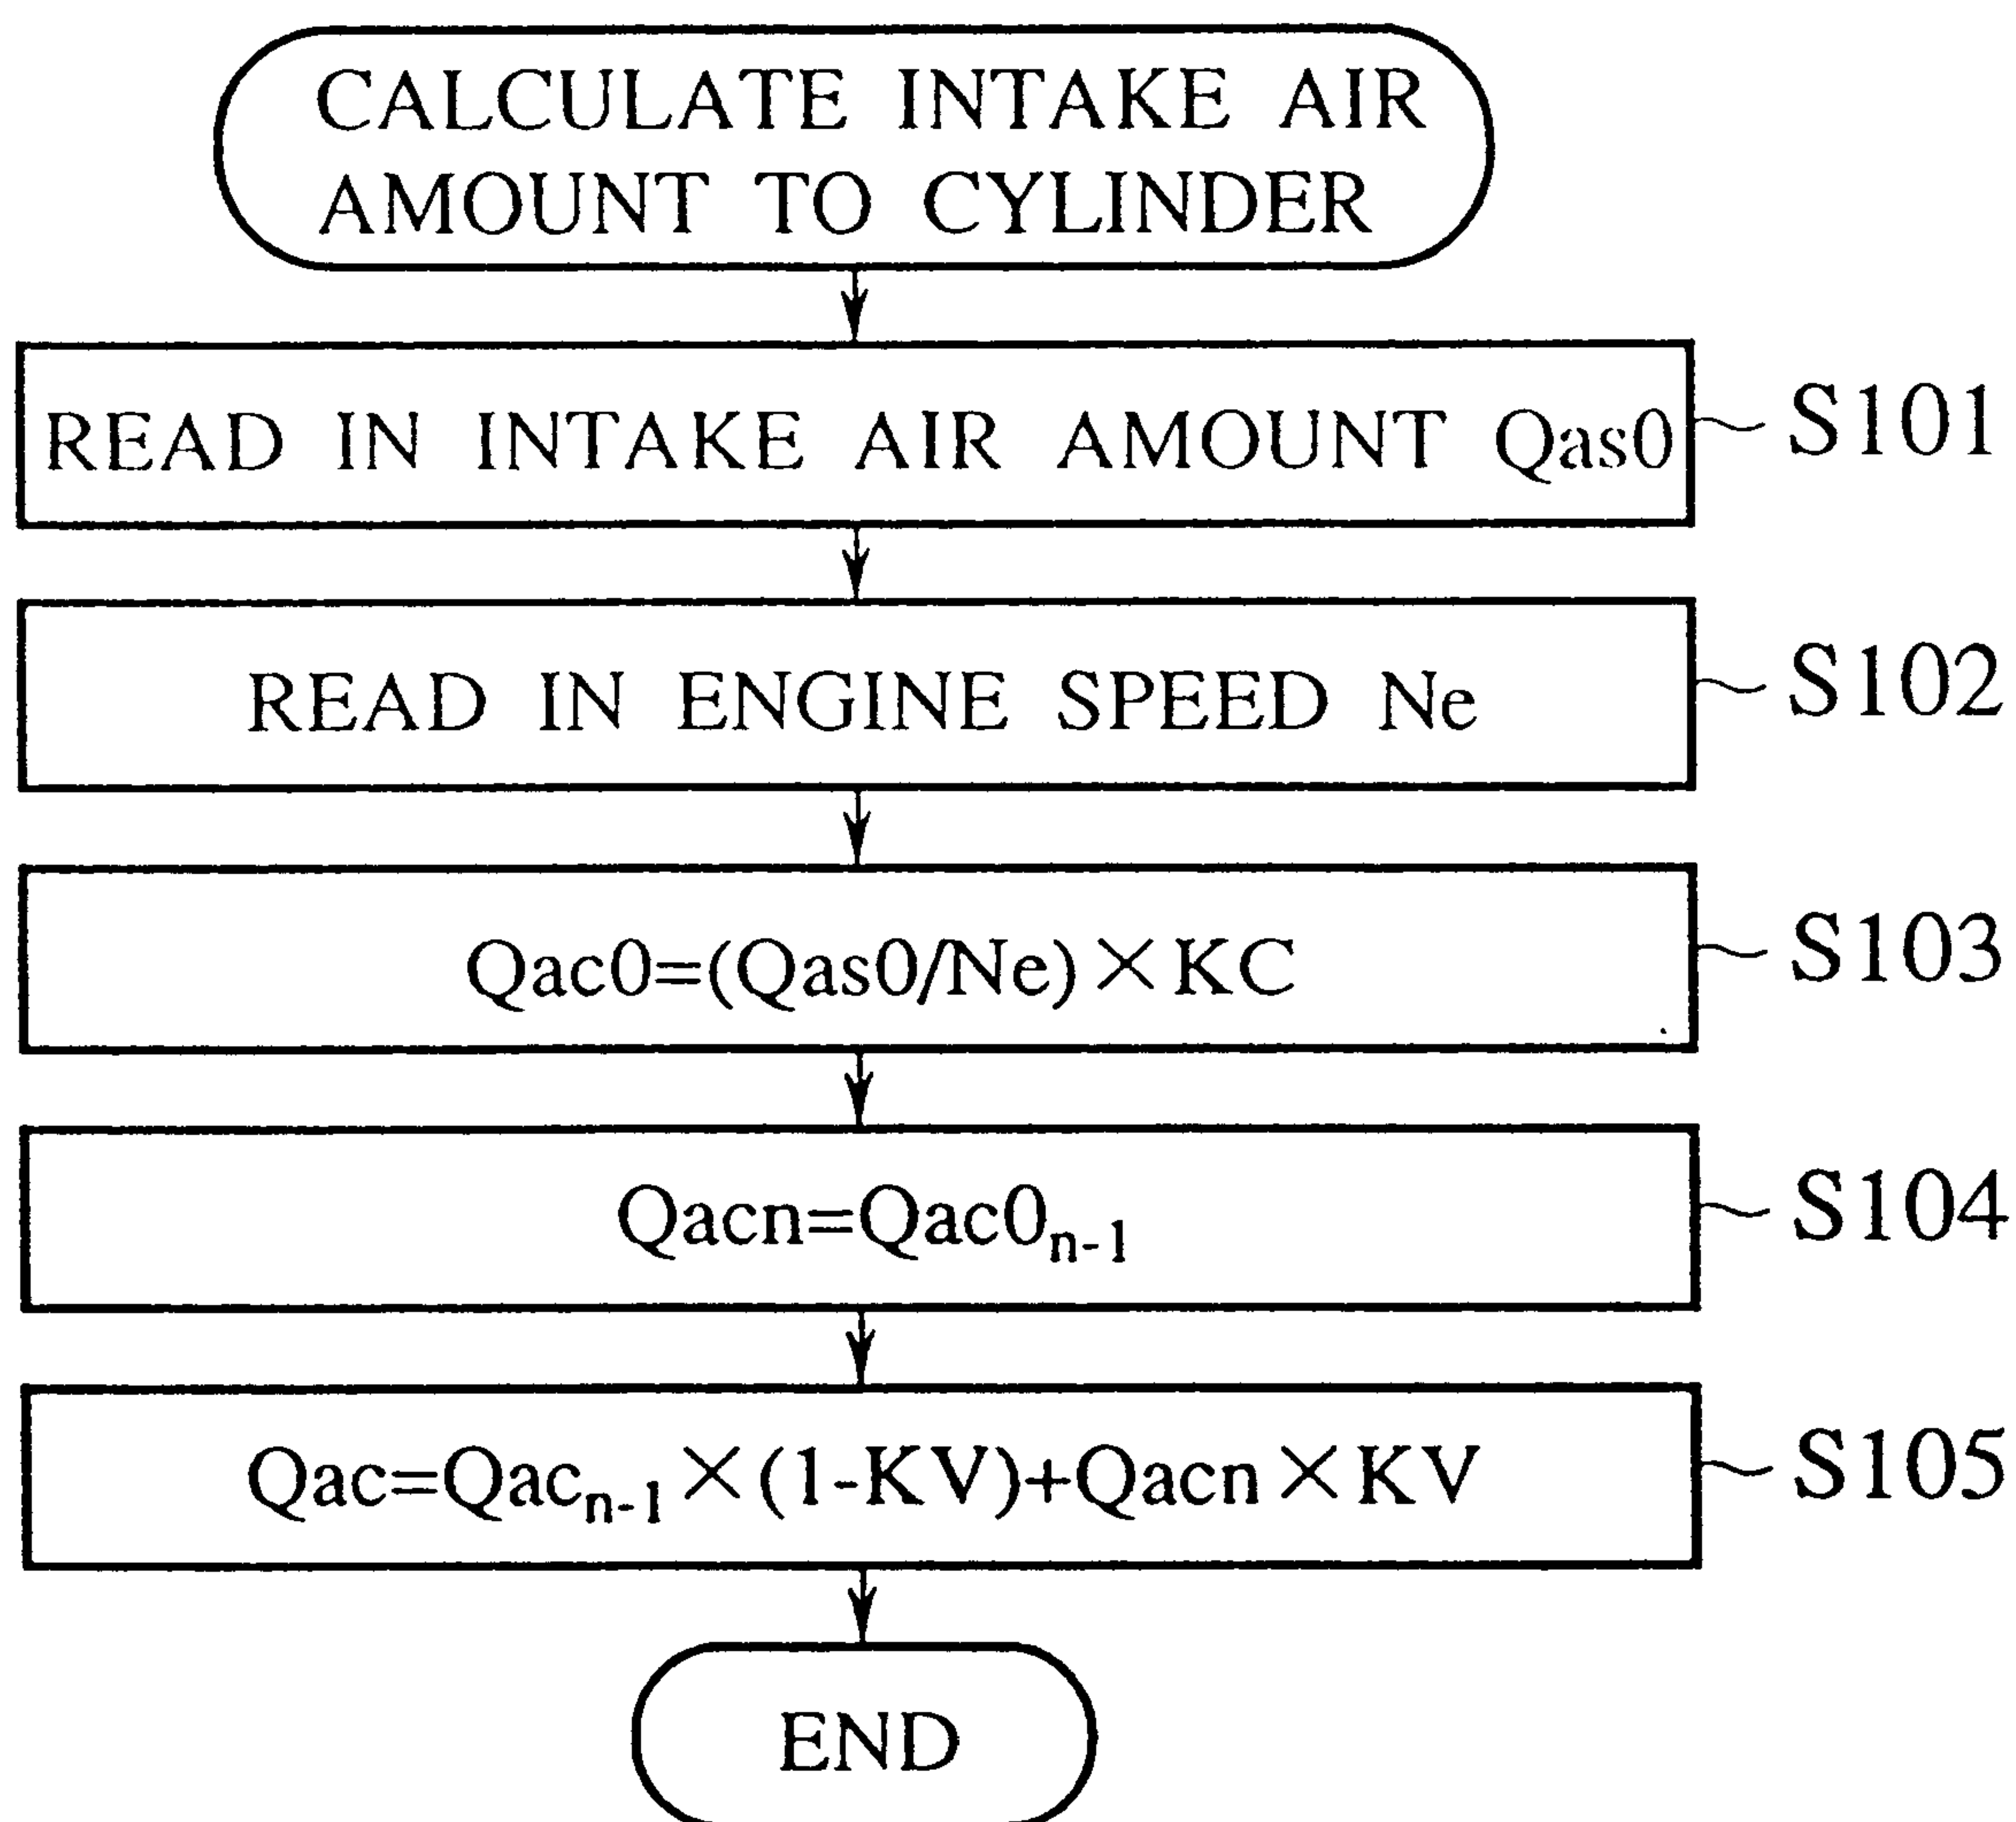 CALCULATE INTAKE AIR
AMOUNT TO CYLINDER
READ IN INTAKE AIR AMOUNT Qas0
S101
READ IN ENGINE SPEED Ne
S102
Qac0=(Qas0/Ne)×KC
S103
Qacn=Qac0n-1
S104
Qac=Qacn-1×(1-KV)+Qacn×KV
S105
END